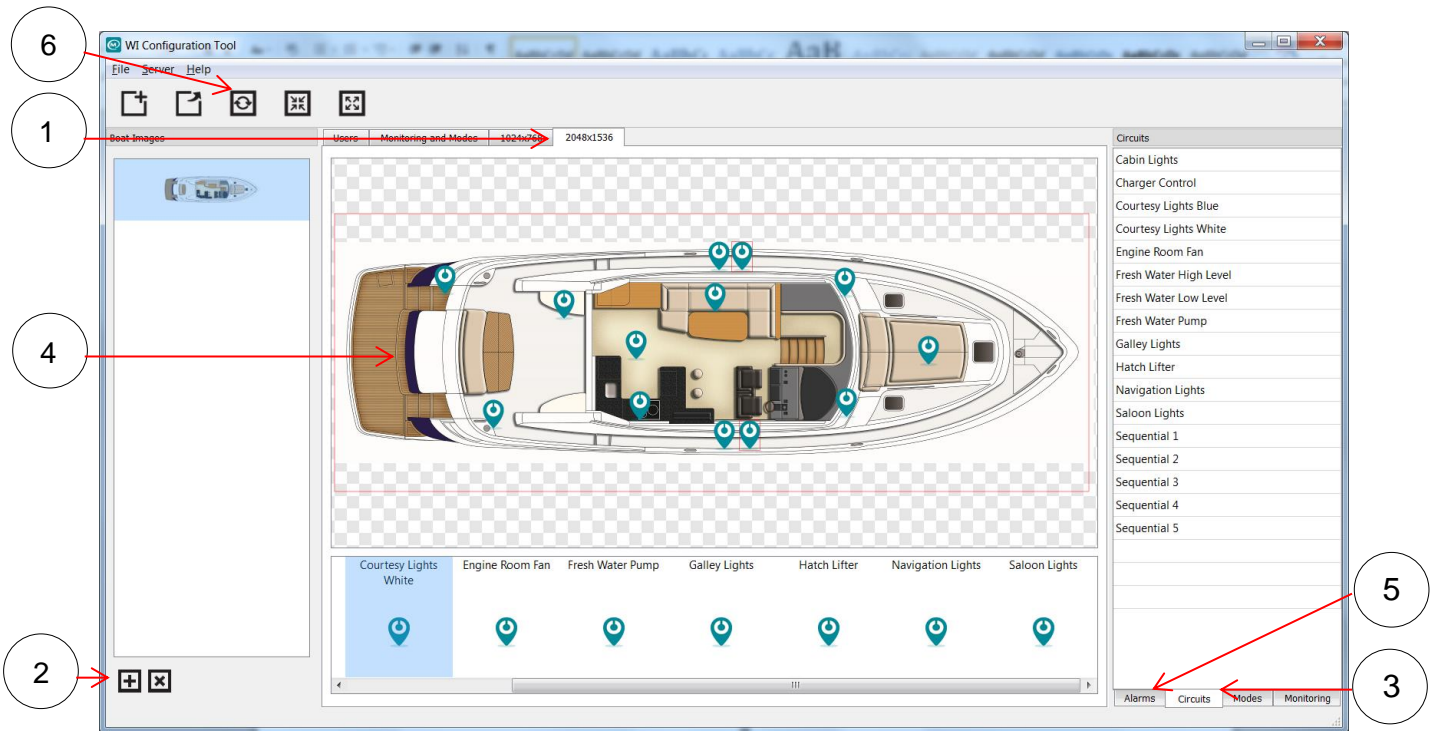 6
WI Configuration Tool
File Server Help
1
Boat Images
Users Monitoring and Modes 1024x768 2048x1536
Circuits
Cabin Lights
Charger Control
Courtesy Lights Blue
Courtesy Lights White
Engine Room Fan
Fresh Water High Level
Fresh Water Low Level
Fresh Water Pump
4
Galley Lights
Hatch Lifter
Navigation Lights
Saloon Lights
Sequential 1
Sequential 2
Sequential 3
Sequential 4
Sequential 5
Courtesy Lights White
Engine Room Fan
Fresh Water Pump
Galley Lights
Hatch Lifter
Navigation Lights
Saloon Lights
5
2
3
Alarms Circuits Modes Monitoring